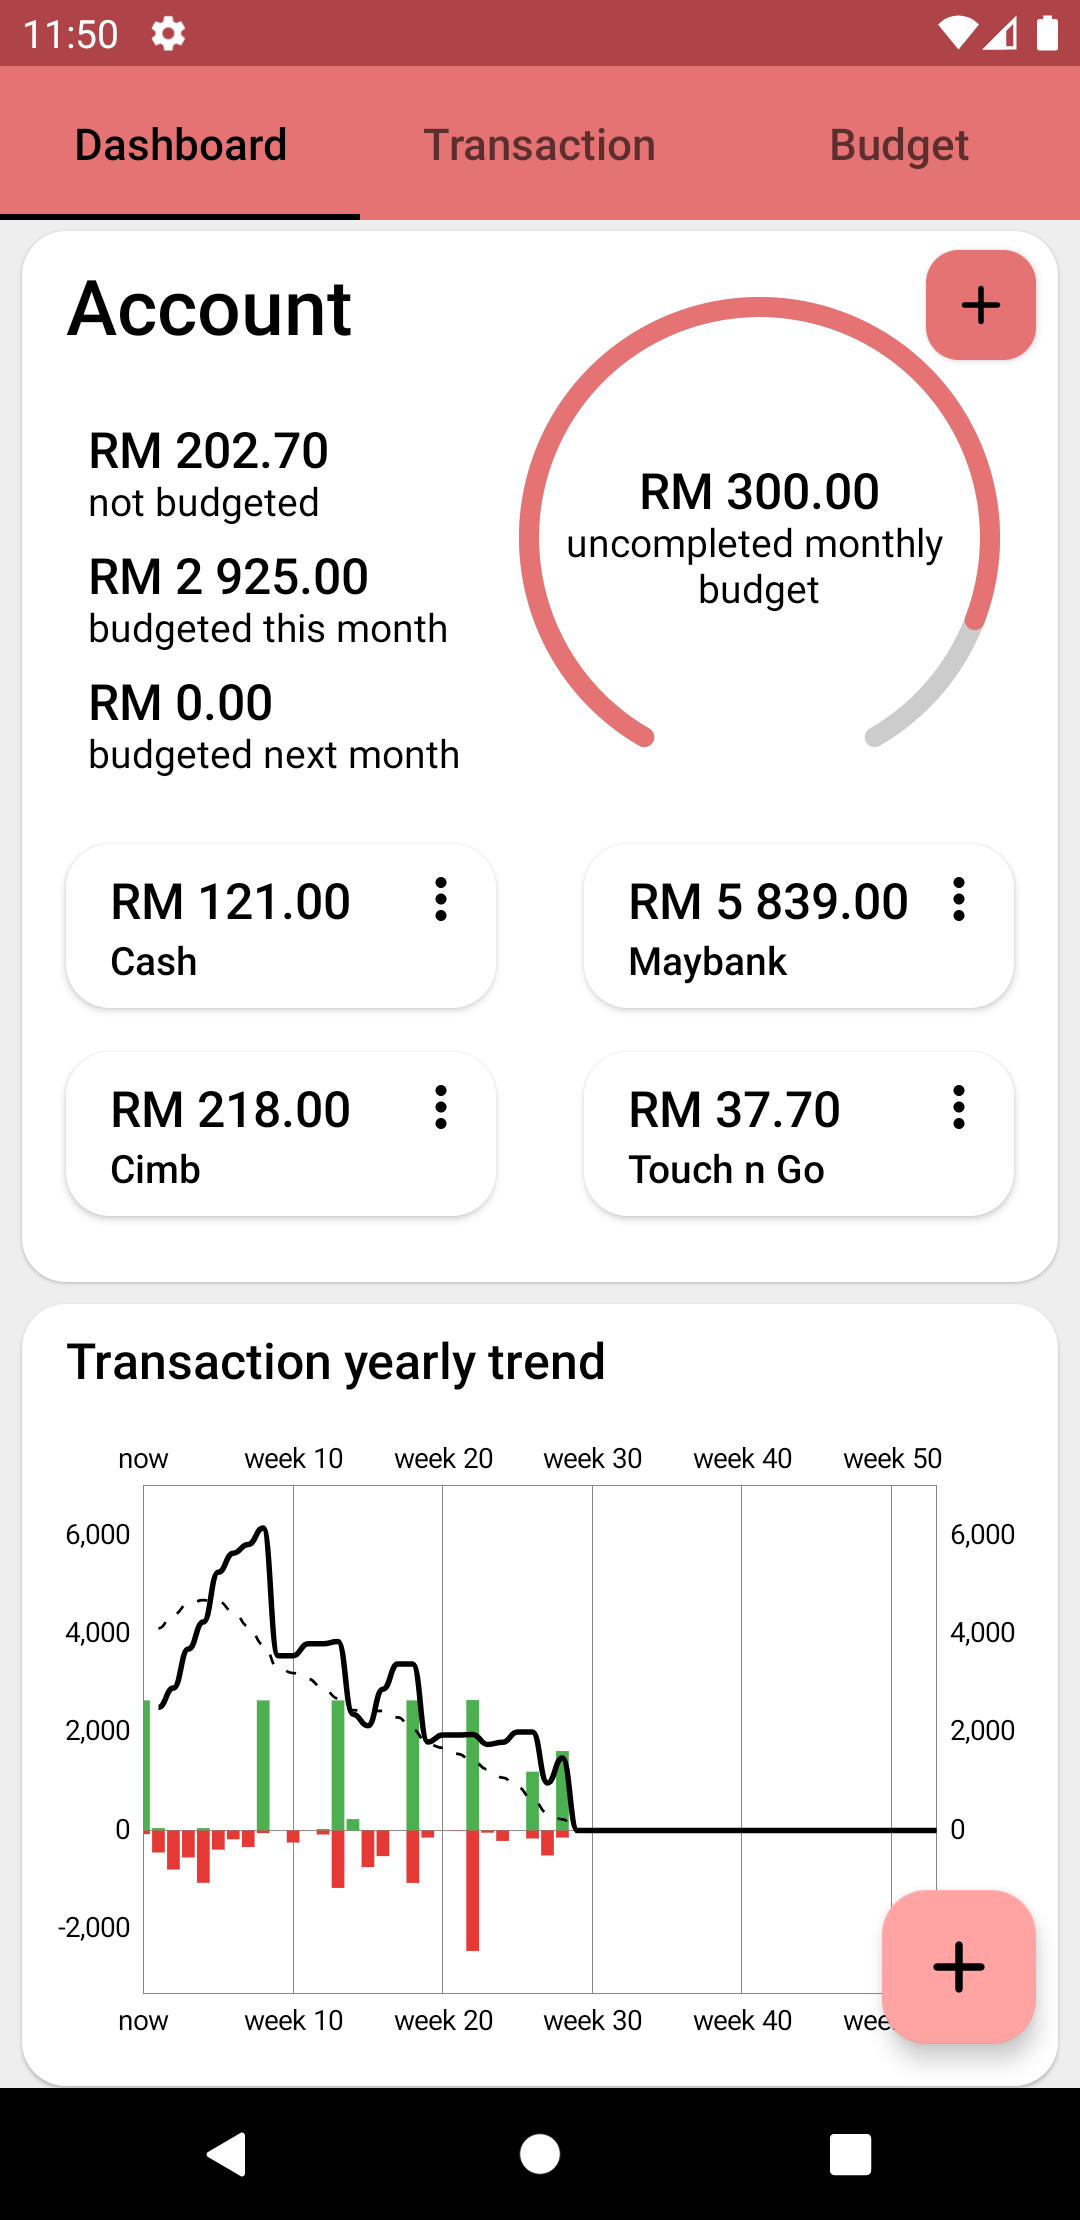 11:50
Dashboard Transaction Budget
Account
RM 202.70
not budgeted
RM 2 925.00
budgeted this month
RM 0.00
budgeted next month
RM 300.00
uncompleted monthly
budget
RM 121.00
Cash
RM 5 839.00
Maybank
RM 218.00
Cimb
RM 37.70
Touch n Go
Transaction yearly trend
now week 10 week 20 week 30 week 40 week 50
6,000 6,000
4,000 4,000
2,000 2,000
0 0
-2,000
now week 10 week 20 week 30 week 40